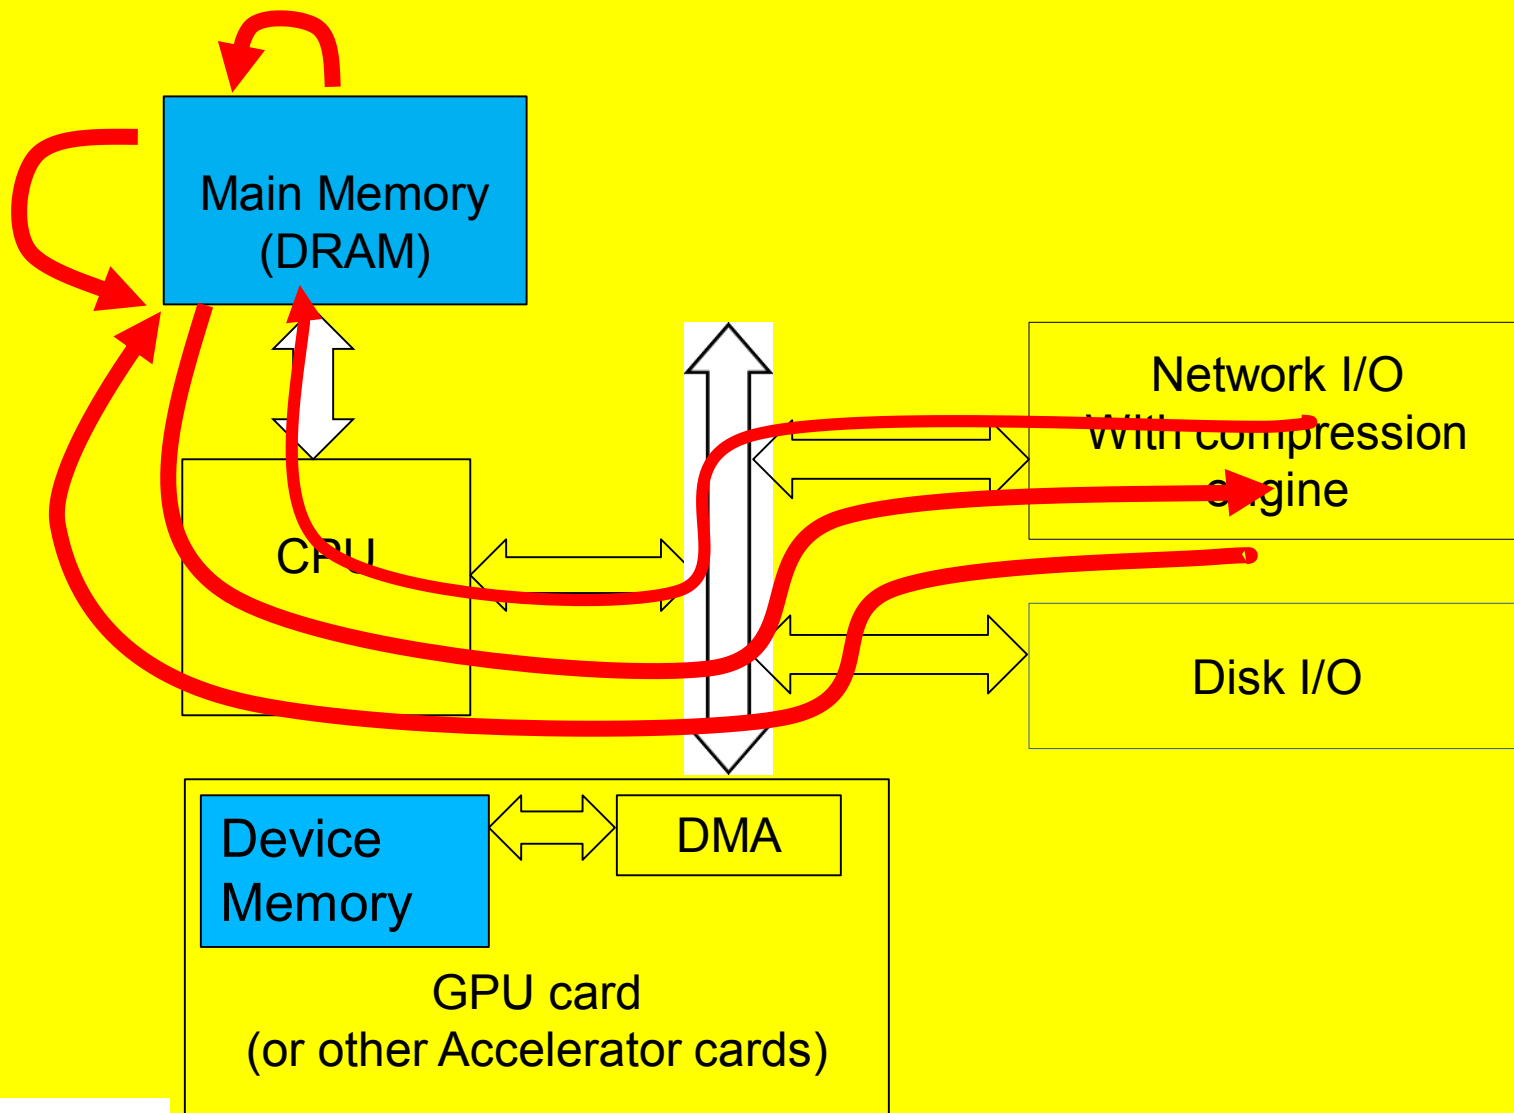 Main Memory
(DRAM)
Network I/O
With compression
engine
CPU
Disk I/O
Device
Memory
DMA
GPU card
(or other Accelerator cards)